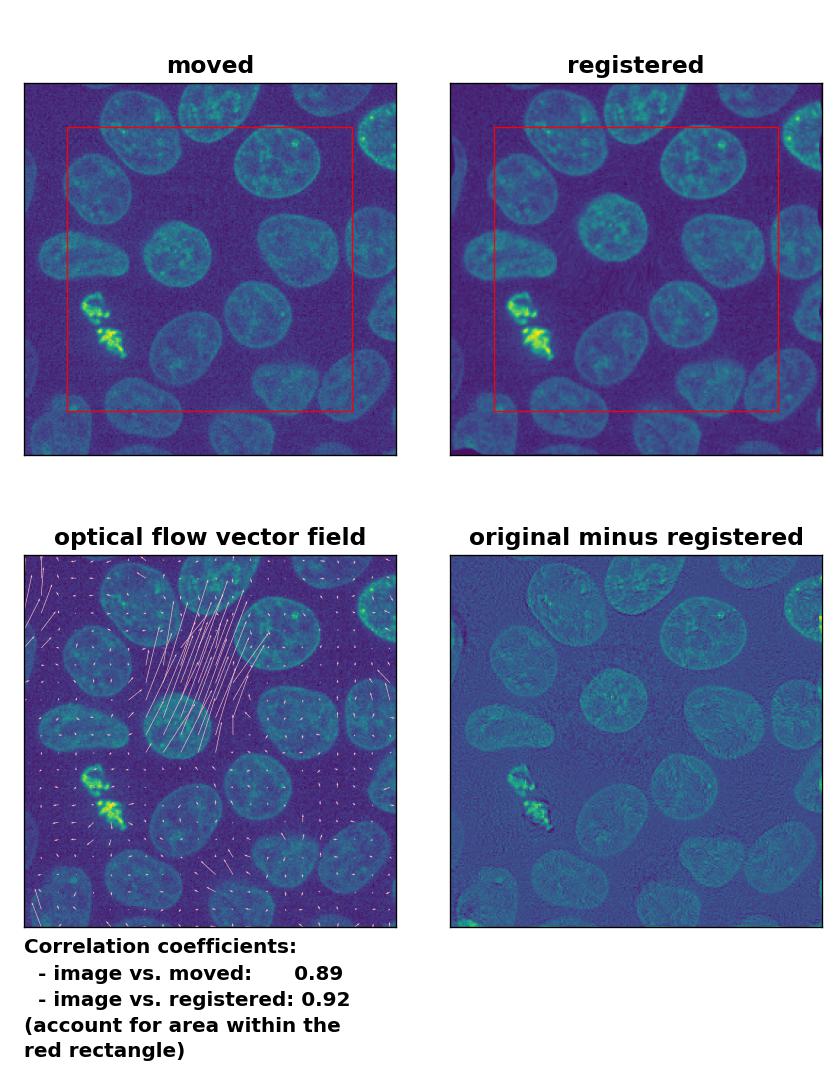 moved
registered
optical flow vector field
original minus registered
Correlation coefficients:
- image vs. moved: 0.89
- image vs. registered: 0.92
(account for area within the
red rectangle)